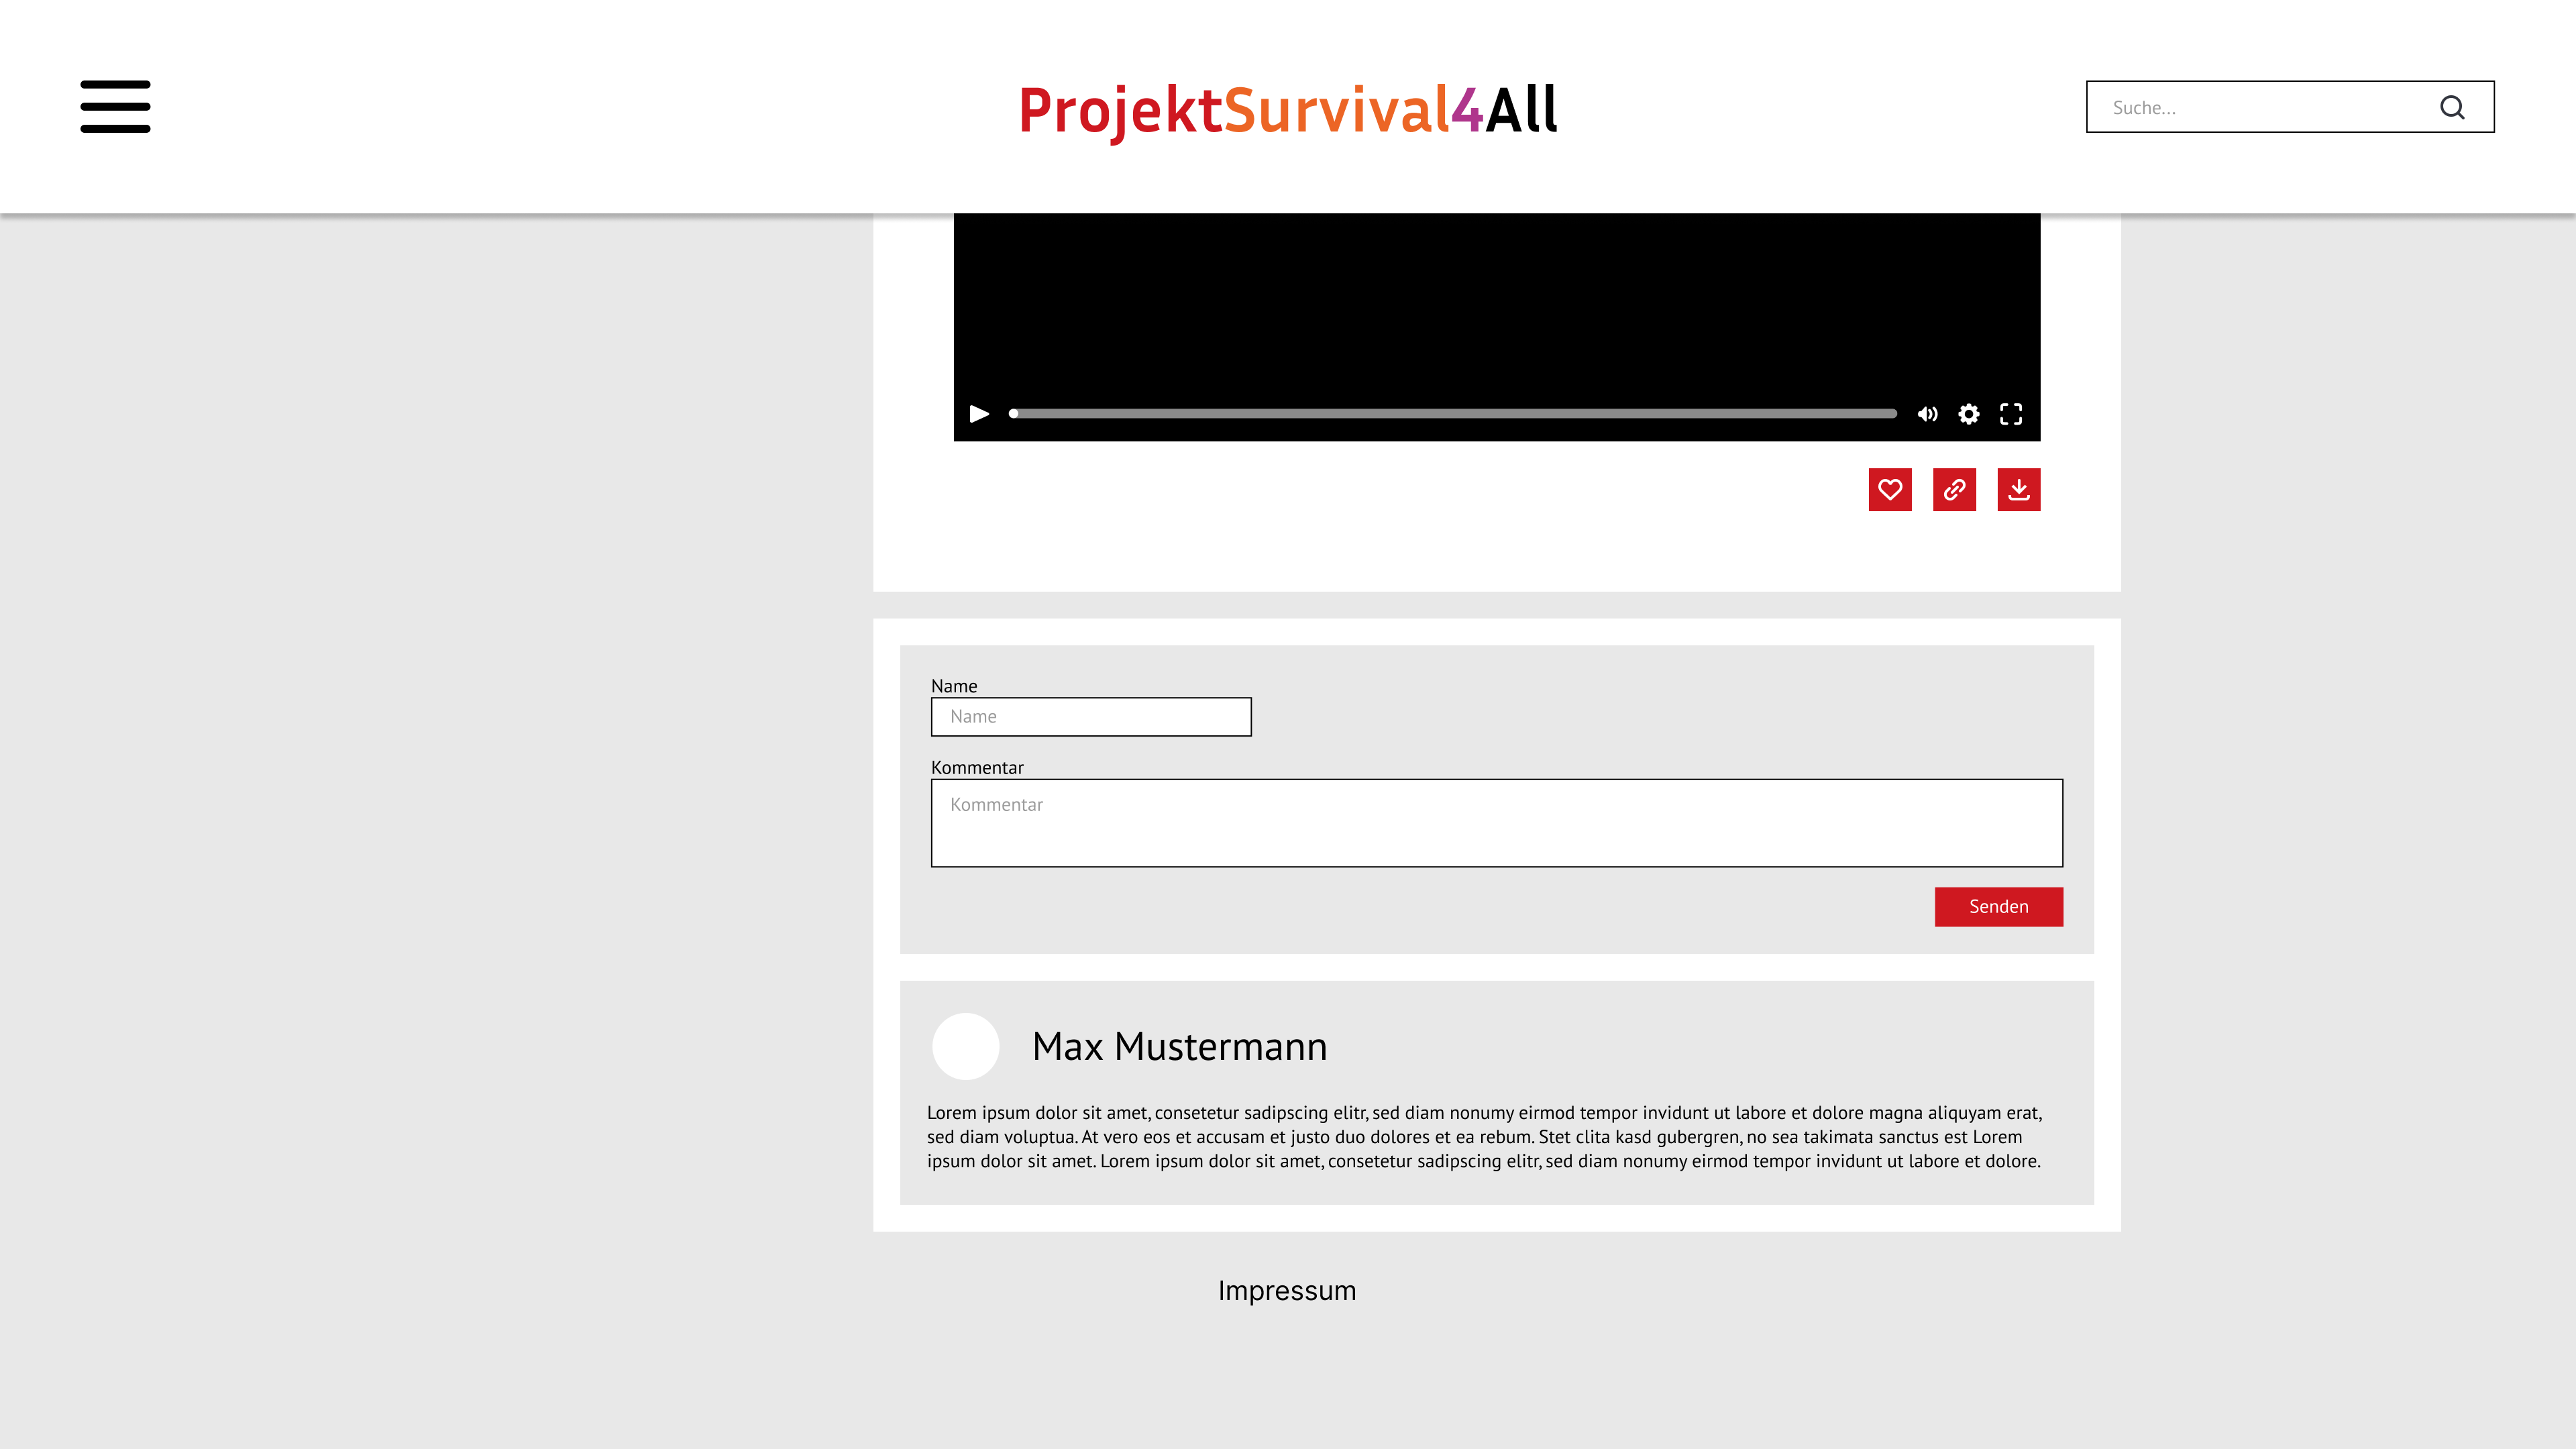 ProjektSurvival4All
Suche...
Name
Name
Kommentar
Kommentar
Senden
Max Mustermann
Lorem ipsum dolor sit amet, consetetur sadipscing elitr, sed diam nonumy eirmod tempor invidunt ut labore et dolore magna aliquyam erat,
sed diam voluptua. At vero eos et accusam et justo duo dolores et ea rebum. Stet clita kasd gubergren, no sea takimata sanctus est Lorem
ipsum dolor sit amet. Lorem ipsum dolor sit amet, consetetur sadipscing elitr, sed diam nonumy eirmod tempor invidunt ut labore et dolore.
Impressum